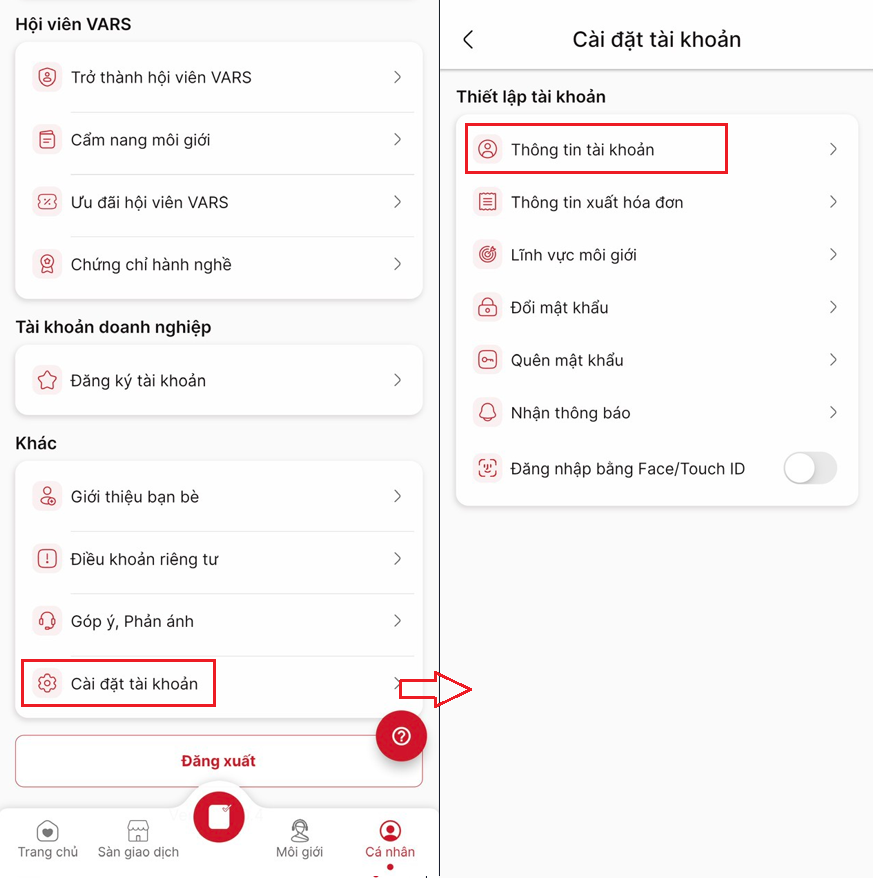 Hội viên VARS
Trở thành hội viên VARS
Cẩm nang môi giới
Ưu đãi hội viên VARS
Chứng chỉ hành nghề
Tài khoản doanh nghiệp
Đăng ký tài khoản
Khác
Giới thiệu bạn bè
Điều khoản riêng tư
Góp ý, Phản ánh
Cài đặt tài khoản
Đăng xuất
Trang chủ
Sàn giao dịch
Môi giới
Cá nhân
Cài đặt tài khoản
Thiết lập tài khoản
Thông tin tài khoản
Thông tin xuất hóa đơn
Lĩnh vực môi giới
Đổi mật khẩu
Quên mật khẩu
Nhận thông báo
Đăng nhập bằng Face/Touch ID